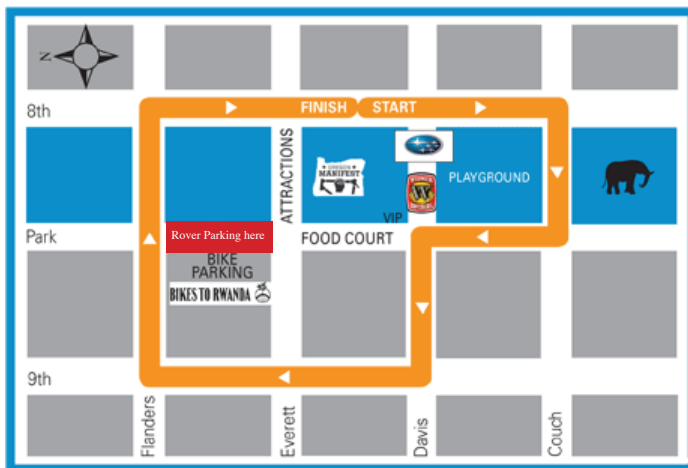 N
8th
FINISH START
ATTRACTIONS
OREGON
MANIFEST
PLAYGROUND
W
VIP
Park
Rover Parking here
FOOD COURT
BIKE
PARKING
BIKES TO RWANDA
9th
Flanders
Everett
Davis
Couch